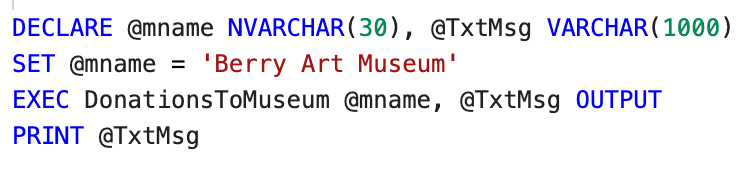 DECLARE @mname NVARCHAR(30), @TxtMsg VARCHAR(1000)
SET @mname = 'Berry Art Museum'
EXEC DonationsToMuseum @mname, @TxtMsg OUTPUT
PRINT @TxtMsg